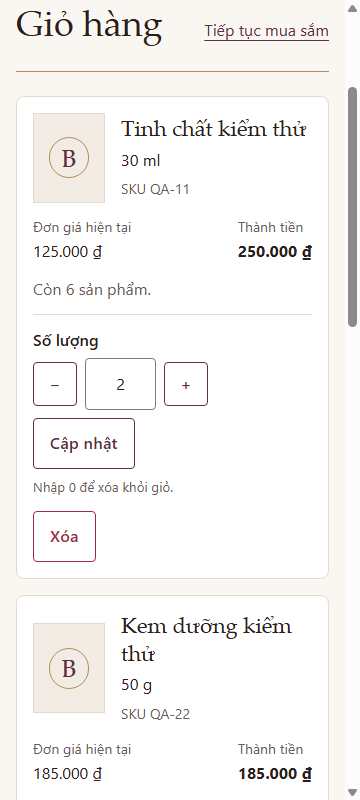 Giỏ hàng
Tiếp tục mua sắm
B
Tinh chất kiểm thử
30 ml
SKU QA-11
Đơn giá hiện tại
Thành tiền
125.000 ₫
250.000 ₫
Còn 6 sản phẩm.
Số lượng
− 2 +
Cập nhật
Nhập 0 để xóa khỏi giỏ.
Xóa
B
Kem dưỡng kiểm
thử
50 g
SKU QA-22
Đơn giá hiện tại
Thành tiền
185.000 ₫
185.000 ₫